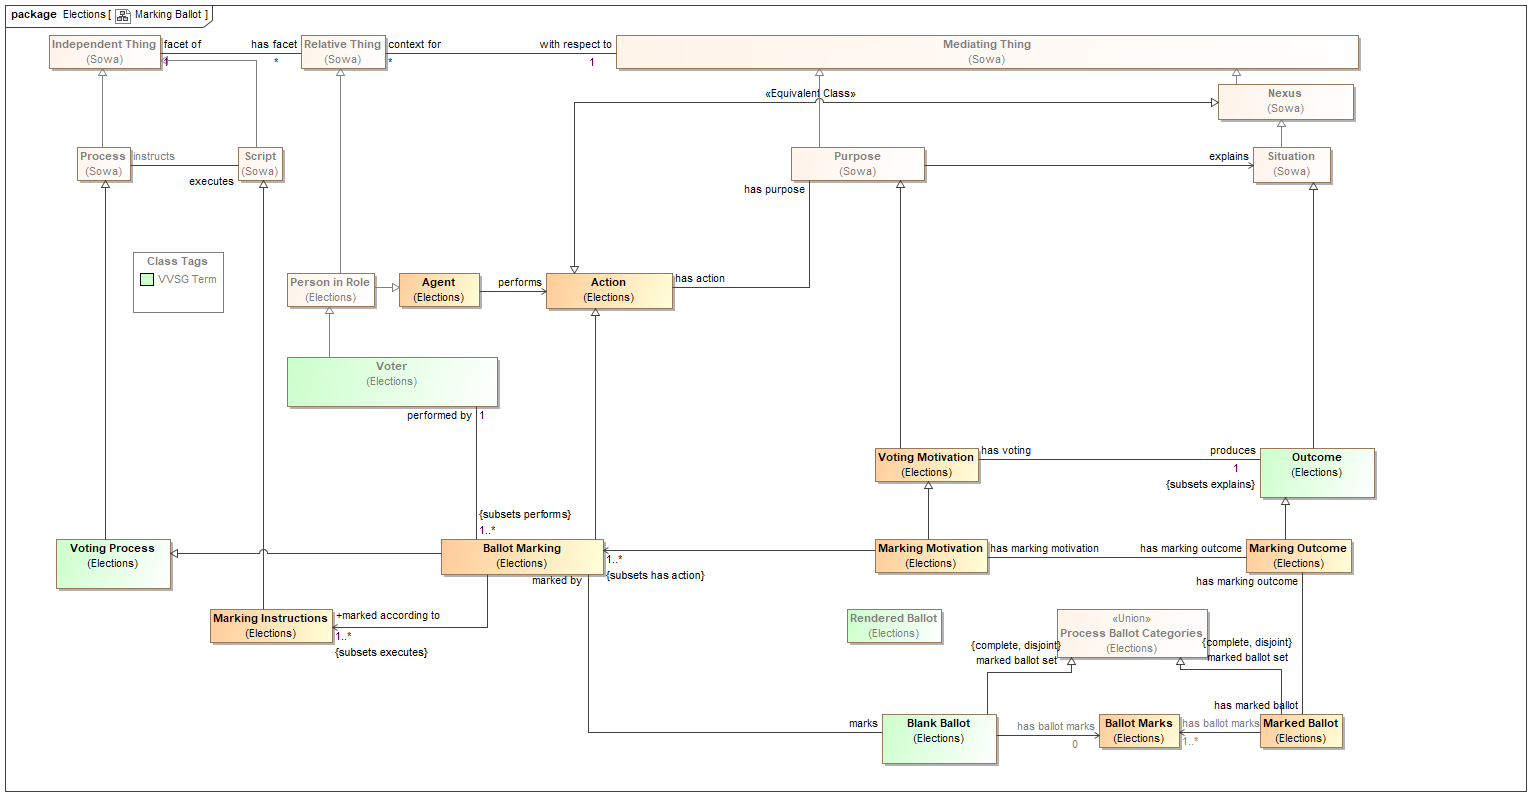 package Elections [ Marking Ballot ]
Independent Thing
(Sowa)
facet of
1
has facet
*
Relative Thing
(Sowa)
context for
*
with respect to
1
Mediating Thing
(Sowa)
«Equivalent Class»
Nexus
(Sowa)
Process
(Sowa)
instructs
executes
Script
(Sowa)
Purpose
(Sowa)
has purpose
explains
Situation
(Sowa)
Class Tags
VVSG Term
Person in Role
(Elections)
Agent
(Elections)
performs
Action
(Elections)
has action
Voter
(Elections)
performed by
1
Voting Motivation
(Elections)
has voting
produces
1
{subsets explains}
Outcome
(Elections)
{subsets performs}
1..*
Voting Process
(Elections)
Ballot Marking
(Elections)
marked by
1..*
{subsets has action}
Marking Motivation
(Elections)
has marking motivation
has marking outcome
Marking Outcome
(Elections)
has marking outcome
Marking Instructions
(Elections)
+marked according to
1..*
{subsets executes}
Rendered Ballot
(Elections)
«Union»
Process Ballot Categories
(Elections)
{complete, disjoint}
marked ballot set
{complete, disjoint}
marked ballot set
has marked ballot
marks
Blank Ballot
(Elections)
has ballot marks
0
Ballot Marks
(Elections)
has ballot marks
1..*
Marked Ballot
(Elections)